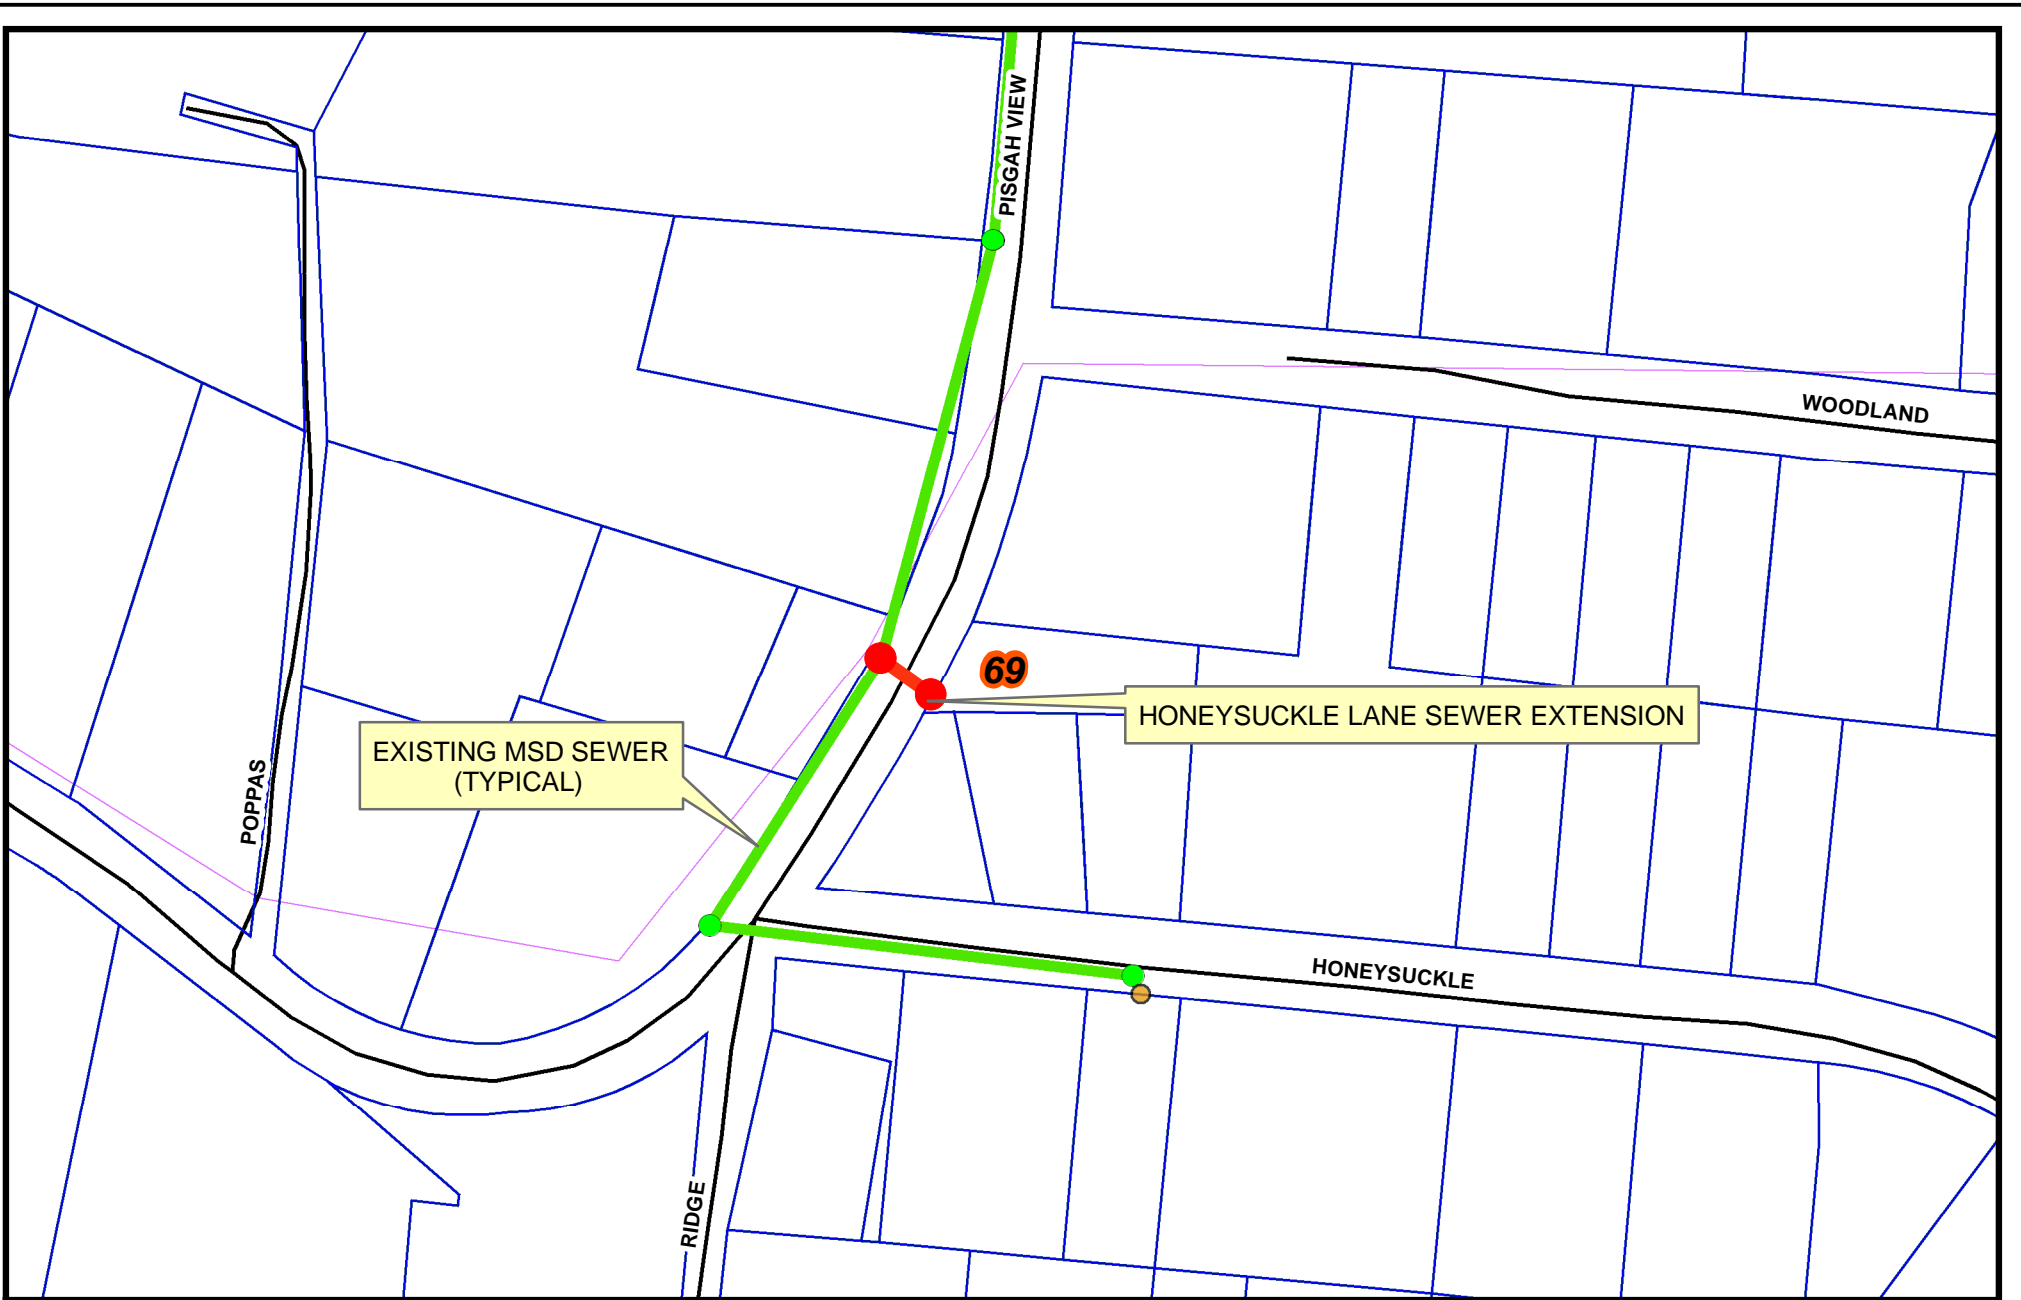 PISGAH VIEW
WOODLAND
69
HONEYSUCKLE LANE SEWER EXTENSION
EXISTING MSD SEWER
(TYPICAL)
POPPAS
HONEYSUCKLE
RIDGE